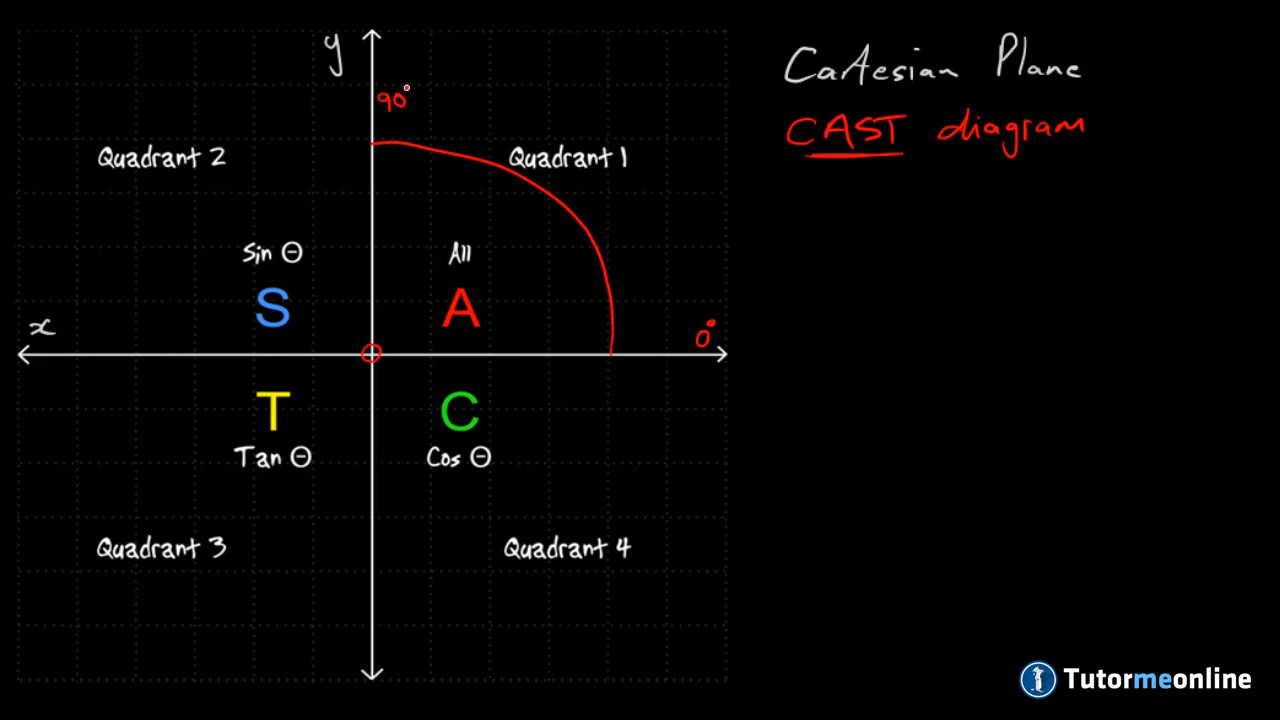 y
Cartesian Plane
90°
CAST diagram
Quadrant 2
Quadrant 1
Sin Θ
All
S
A
x
0°
T
C
Tan Θ
Cos Θ
Quadrant 3
Quadrant 4
Tutormeonline